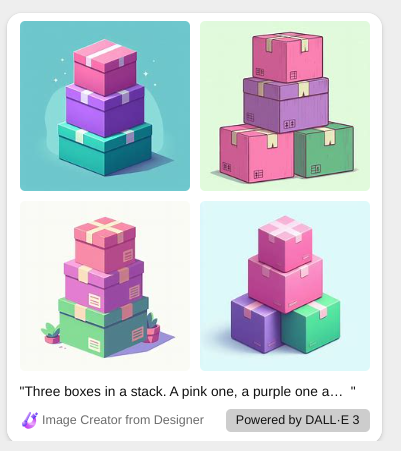 "Three boxes in a stack. A pink one, a purple one a… "
Image Creator from Designer
Powered by DALL·E 3